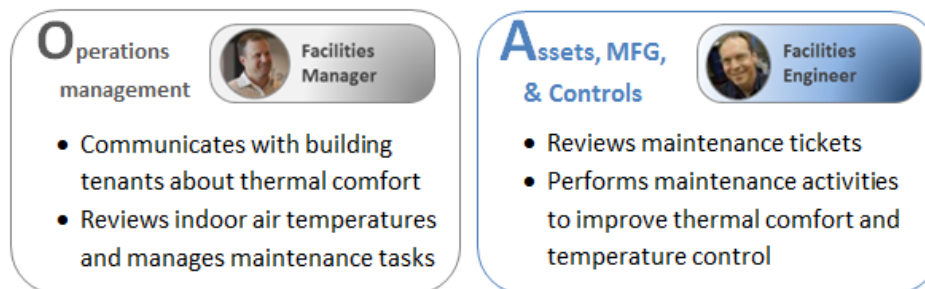 Operations
management
Facilities
Manager
• Communicates with building
tenants about thermal comfort
• Reviews indoor air temperatures
and manages maintenance tasks
Assets, MFG,
& Controls
Facilities
Engineer
• Reviews maintenance tickets
• Performs maintenance activities
to improve thermal comfort and
temperature control